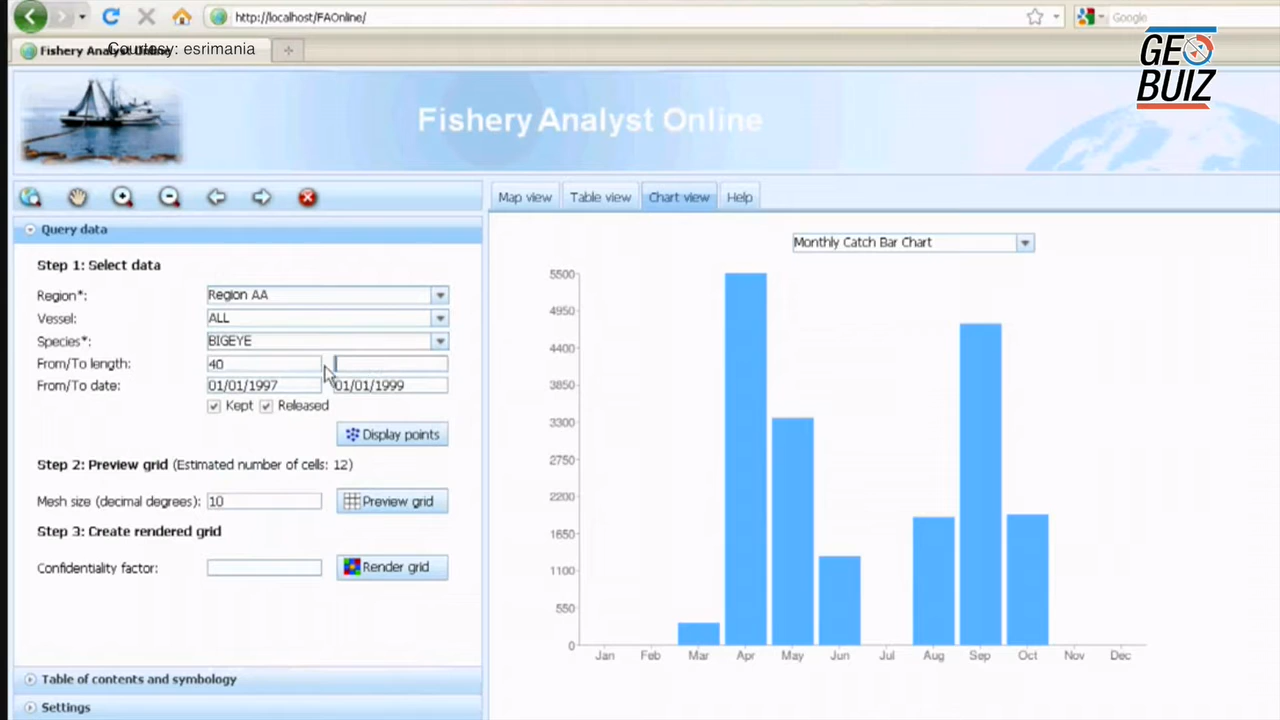 http://localhost/FAOnline/
Google
Fishery Analyst Online
Courtesy: esrimania
GEO
BUIZ
Fishery Analyst Online
Map view
Table view
Chart view
Help
Query data
Monthly Catch Bar Chart
Step 1: Select data
Region*: Region AA
Vessel: ALL
Species*: BIGEYE
From/To length: 40
From/To date: 01/01/1997 01/01/1999
Kept Released
Display points
Step 2: Preview grid (Estimated number of cells: 12)
Mesh size (decimal degrees): 10 Preview grid
Step 3: Create rendered grid
Confidentiality factor: Render grid
Table of contents and symbology
Settings
5500
4950
4400
3850
3300
2750
2200
1650
1100
550
0
Jan Feb Mar Apr May Jun Jul Aug Sep Oct Nov Dec